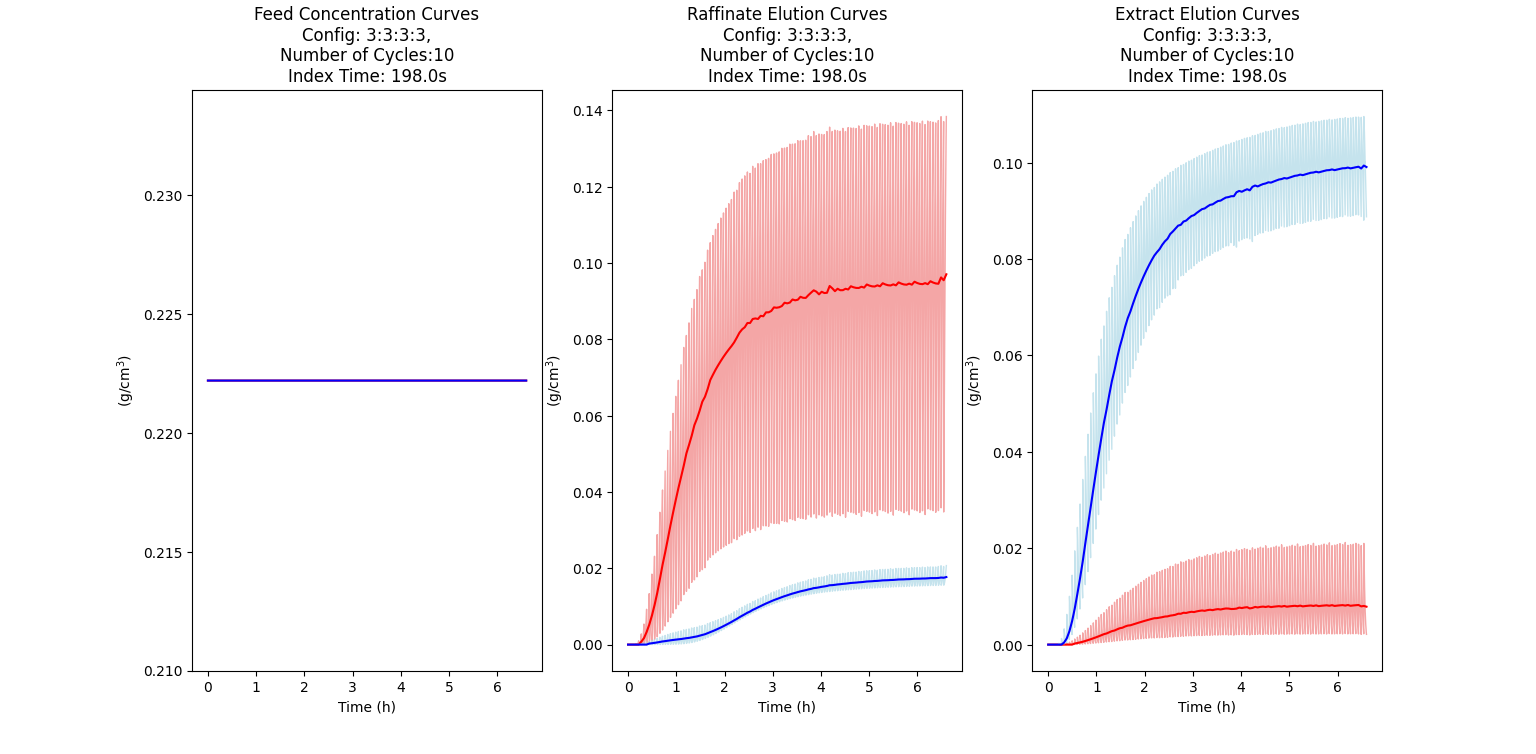 Feed Concentration Curves
Config: 3:3:3:3,
Number of Cycles:10
Index Time: 198.0s
(g/cm³)
0.230
0.225
0.220
0.215
0.210
0 1 2 3 4 5 6
Time (h)
Raffinate Elution Curves
Config: 3:3:3:3,
Number of Cycles:10
Index Time: 198.0s
(g/cm³)
0.14
0.12
0.10
0.08
0.06
0.04
0.02
0.00
0 1 2 3 4 5 6
Time (h)
Extract Elution Curves
Config: 3:3:3:3,
Number of Cycles:10
Index Time: 198.0s
(g/cm³)
0.10
0.08
0.06
0.04
0.02
0.00
0 1 2 3 4 5 6
Time (h)